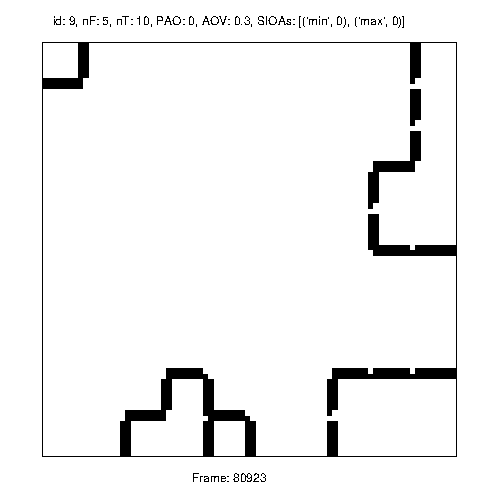 id: 9, nF: 5, nT: 10, PAO: 0, AOV: 0.3, SIOAs: [('min', 0), ('max', 0)]
Frame: 80923